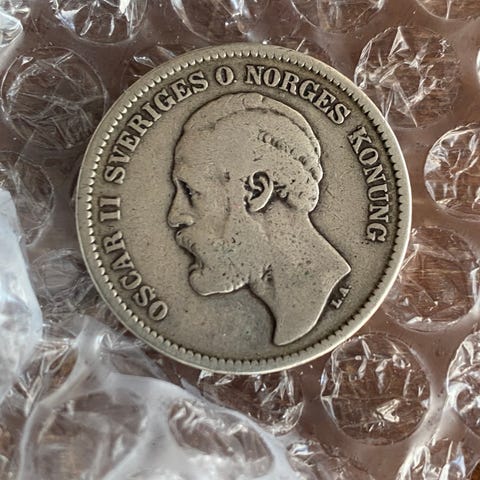 OSCAR II SVERIGES O. NORGES KONUNG
L.A.